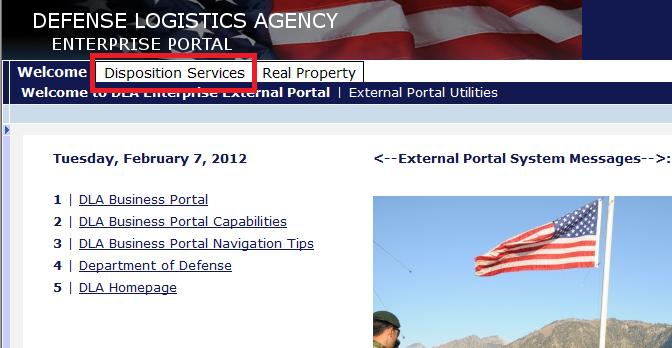 DEFENSE LOGISTICS AGENCY
ENTERPRISE PORTAL
Welcome Disposition Services Real Property
Welcome to DLA Enterprise External Portal | External Portal Utilities
Tuesday, February 7, 2012
<--External Portal System Messages-->:
1 | DLA Business Portal
2 | DLA Business Portal Capabilities
3 | DLA Business Portal Navigation Tips
4 | Department of Defense
5 | DLA Homepage